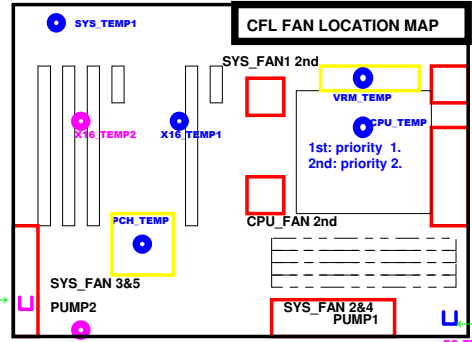 SYS_TEMP1
CFL FAN LOCATION MAP
SYS_FAN1 2nd
VRM_TEMP
X16_TEMP2
X16_TEMP1
CPU_TEMP
1st: priority 1.
2nd: priority 2.
PCH_TEMP
CPU_FAN 2nd
SYS_FAN 3&5
PUMP2
SYS_FAN 2&4
PUMP1